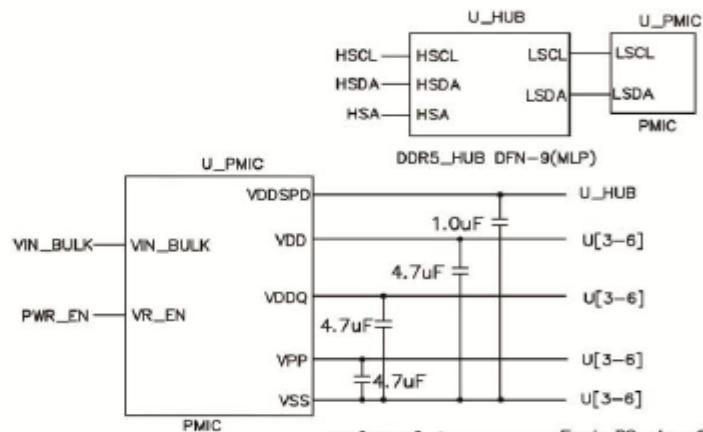 U_HUB
U_PMIC
HSCL HSCL LSCL LSCL
HSDA HSDA LSDA LSDA
HSA HSA
PMIC
DDR5_HUB DFN-9(MLP)
U_PMIC
VDDSPD U_HUB
1.0uF
VIN_BULK VIN_BULK VDD U[3-6]
4.7uF
PWR_EN VR_EN VDDQ U[3-6]
4.7uF
VPP U[3-6]
4.7uF
VSS U[3-6]
PMIC